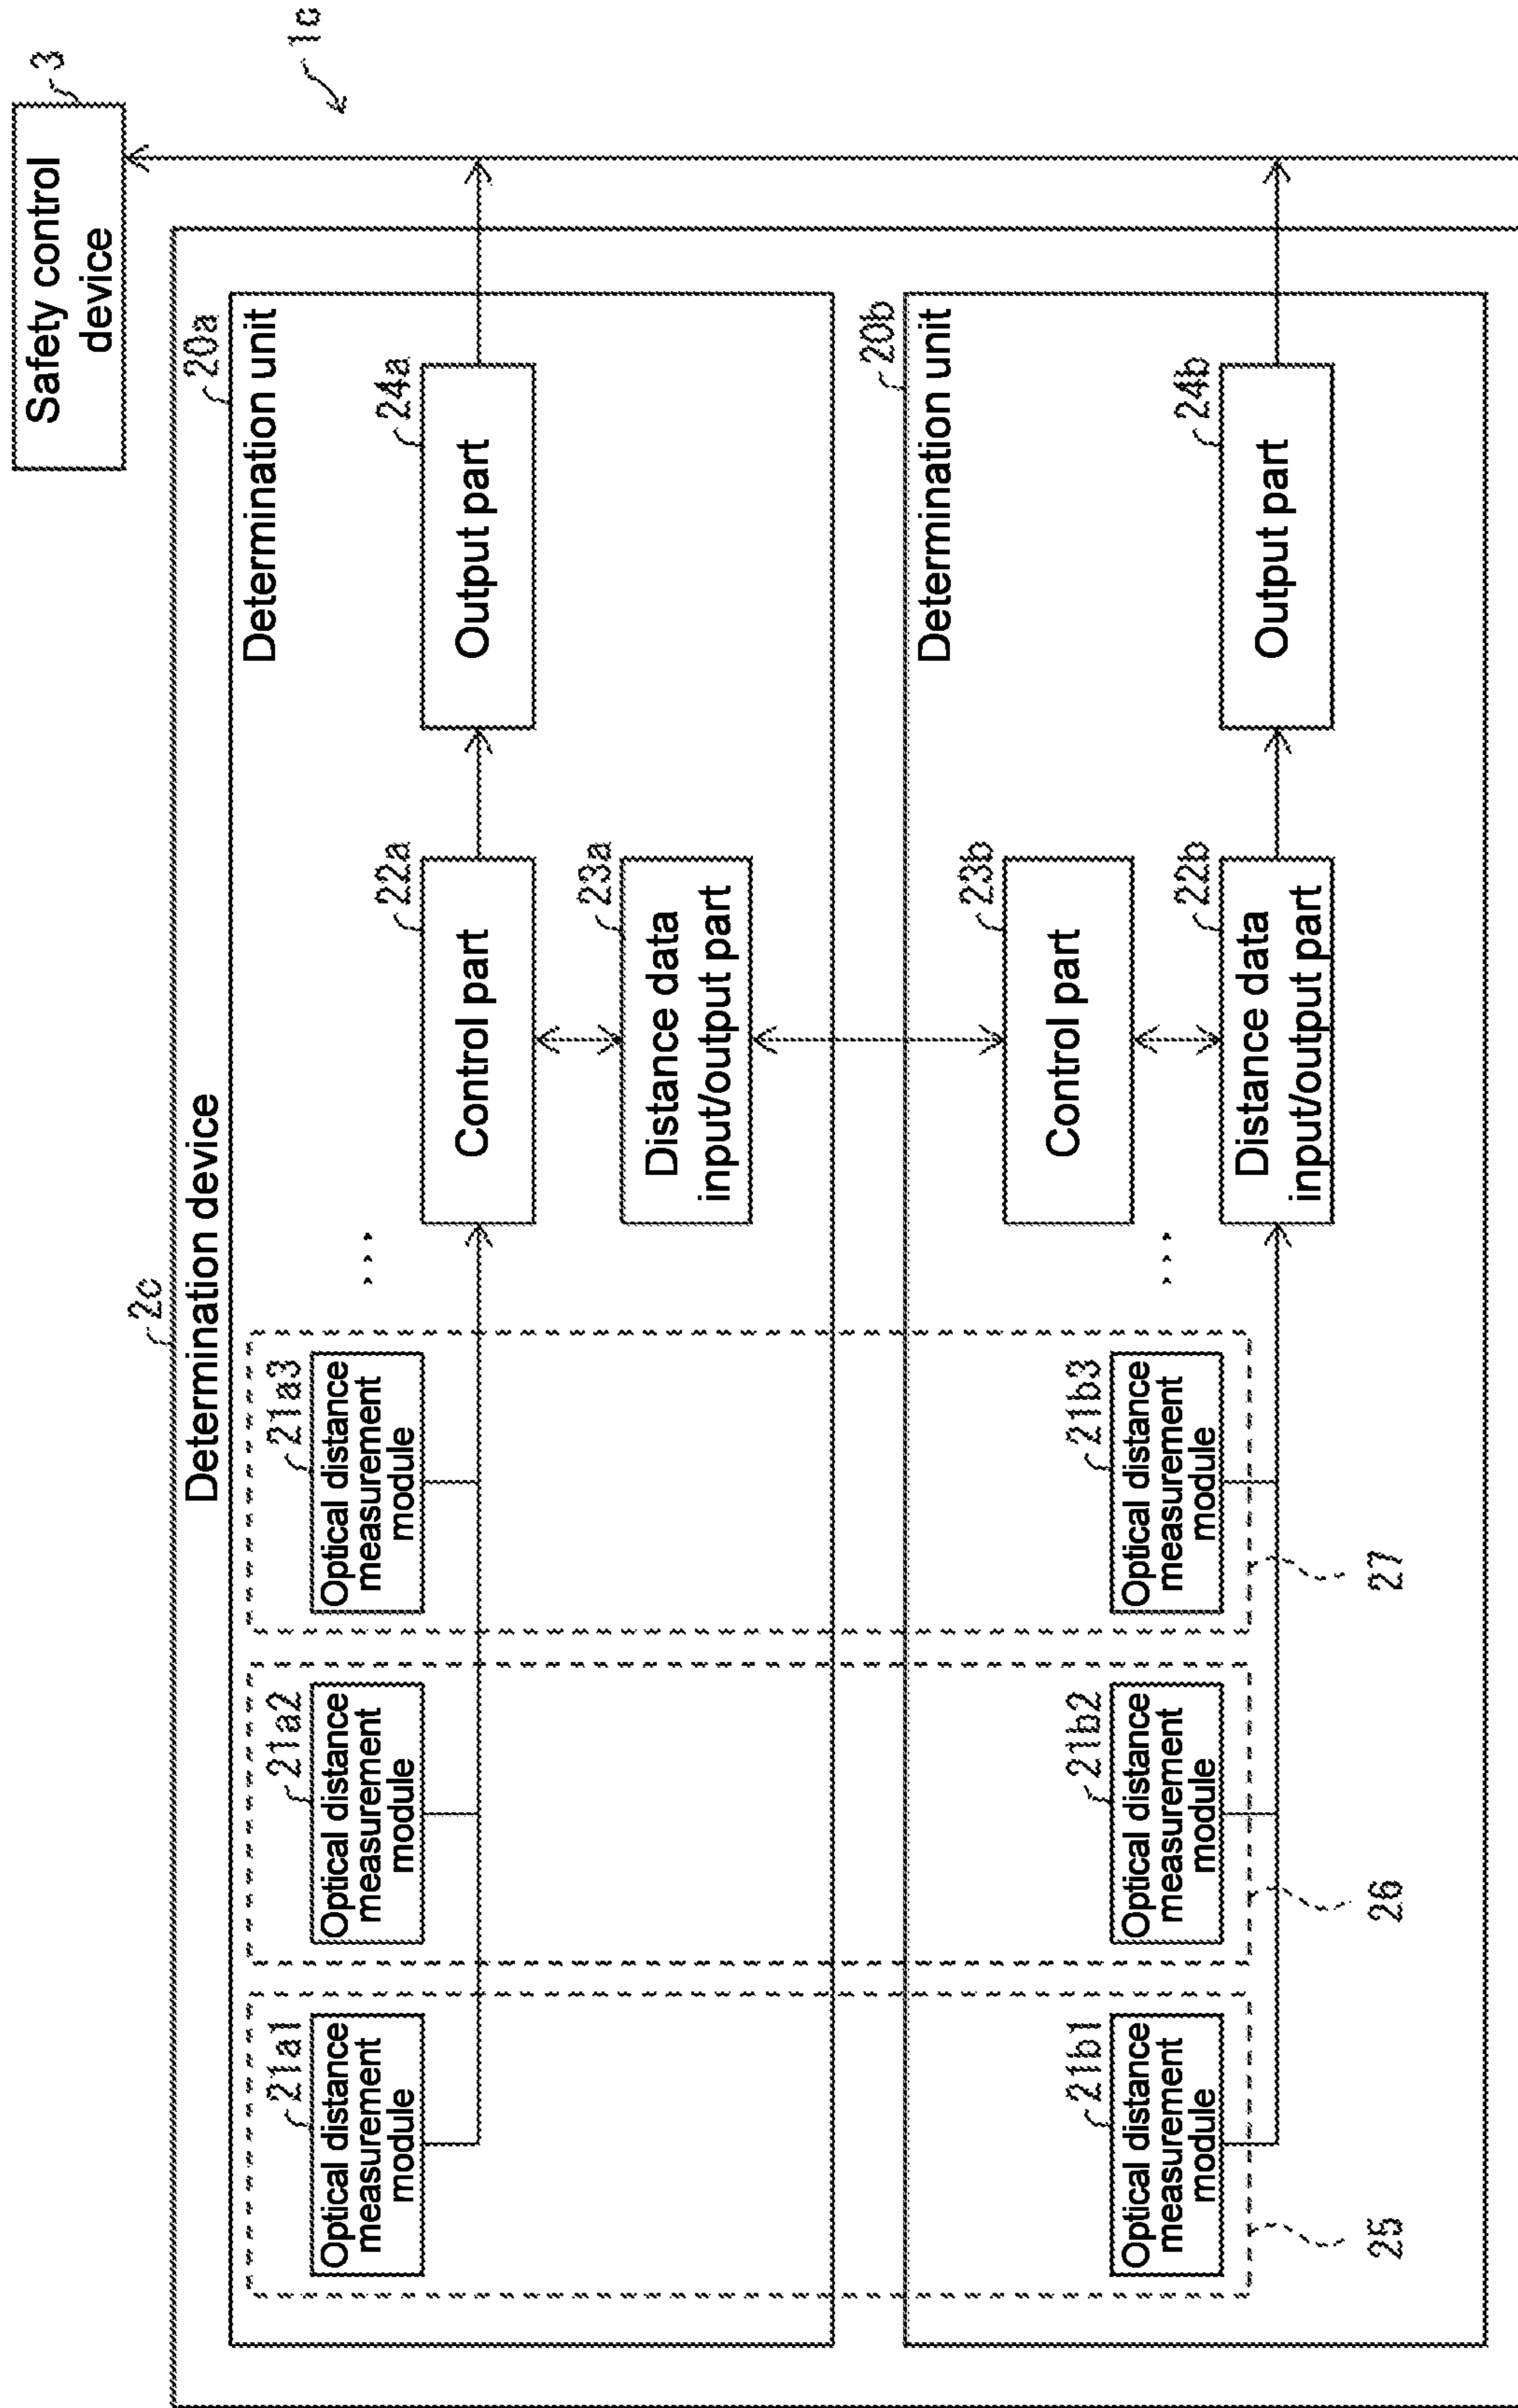 Safety control
device
3
1c
2c
Determination device
20a
Determination unit
21a1
Optical distance
measurement
module
21a2
Optical distance
measurement
module
21a3
Optical distance
measurement
module
...
22a
Control part
23a
Distance data
input/output part
24a
Output part
20b
Determination unit
21b1
Optical distance
measurement
module
21b2
Optical distance
measurement
module
21b3
Optical distance
measurement
module
...
23b
Control part
22b
Distance data
input/output part
24b
Output part
25
26
27